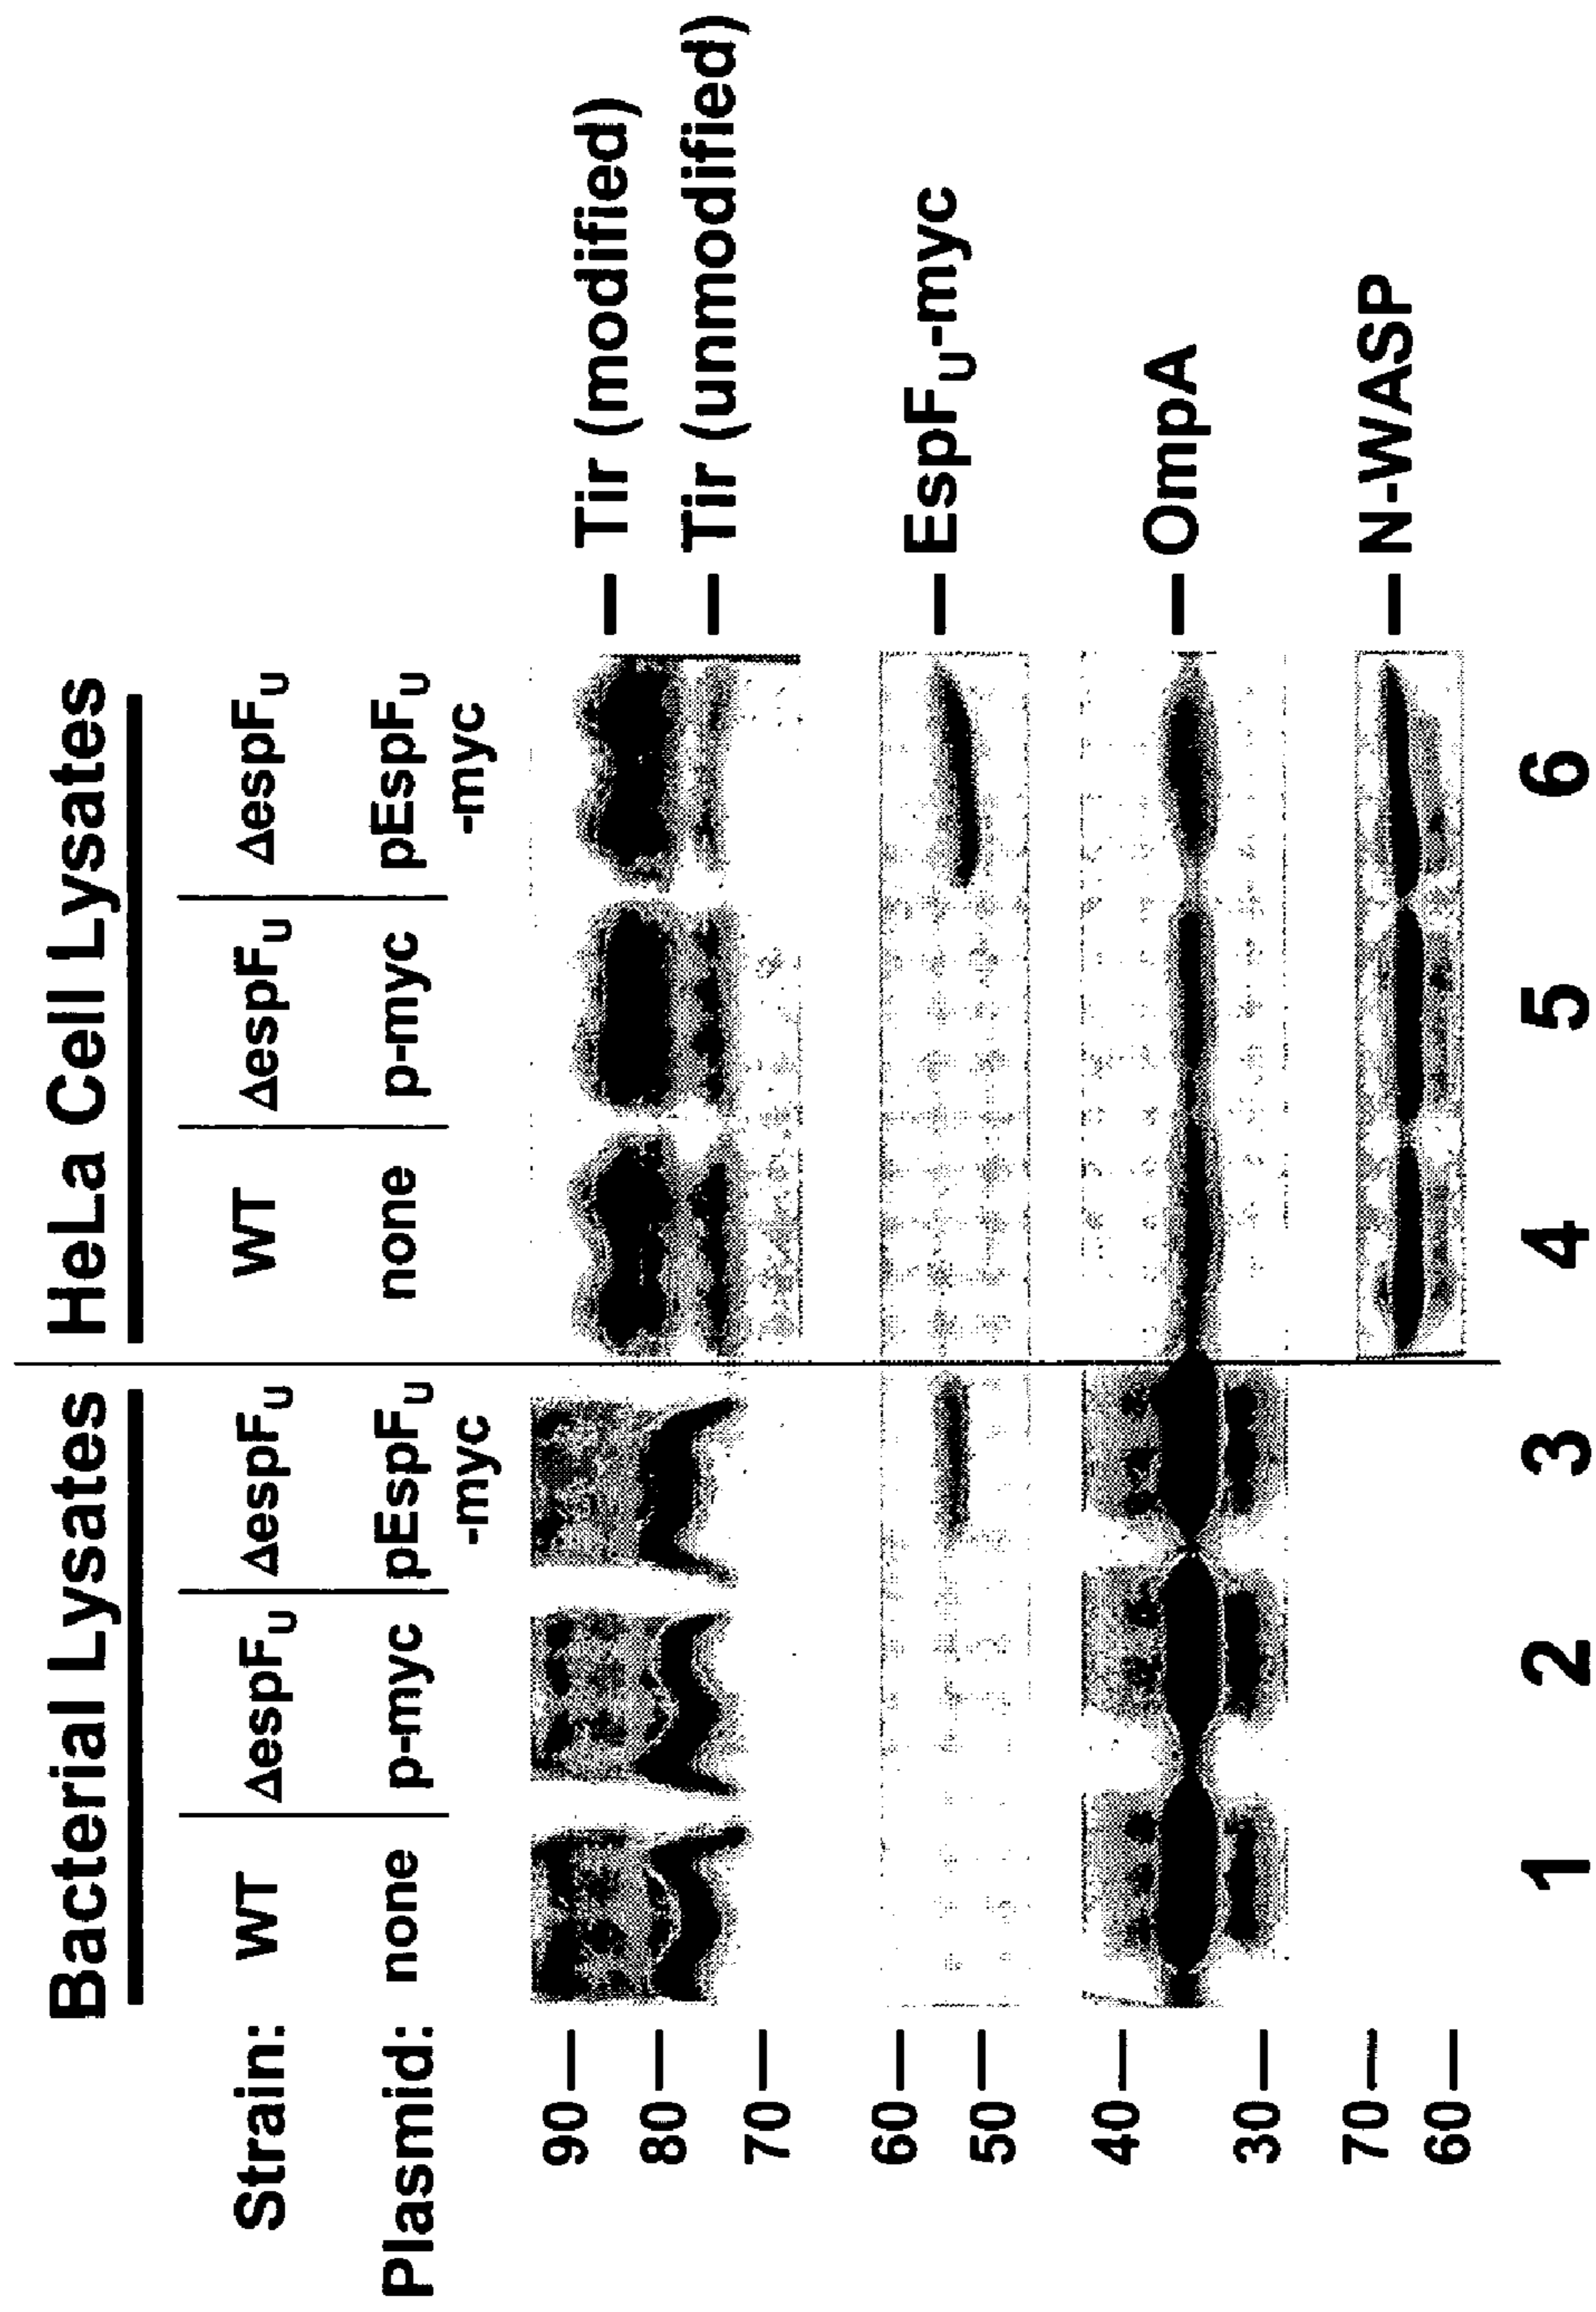 Bacterial Lysates HeLa Cell Lysates
Strain: WT ΔespFU ΔespFU WT ΔespFU ΔespFU
Plasmid: none p-myc pEspFU none p-myc pEspFU
-myc -myc
90 Tir (modified)
80 Tir (unmodified)
70
60 EspFU-myc
50
40 OmpA
30
70 N-WASP
60
1 2 3 4 5 6